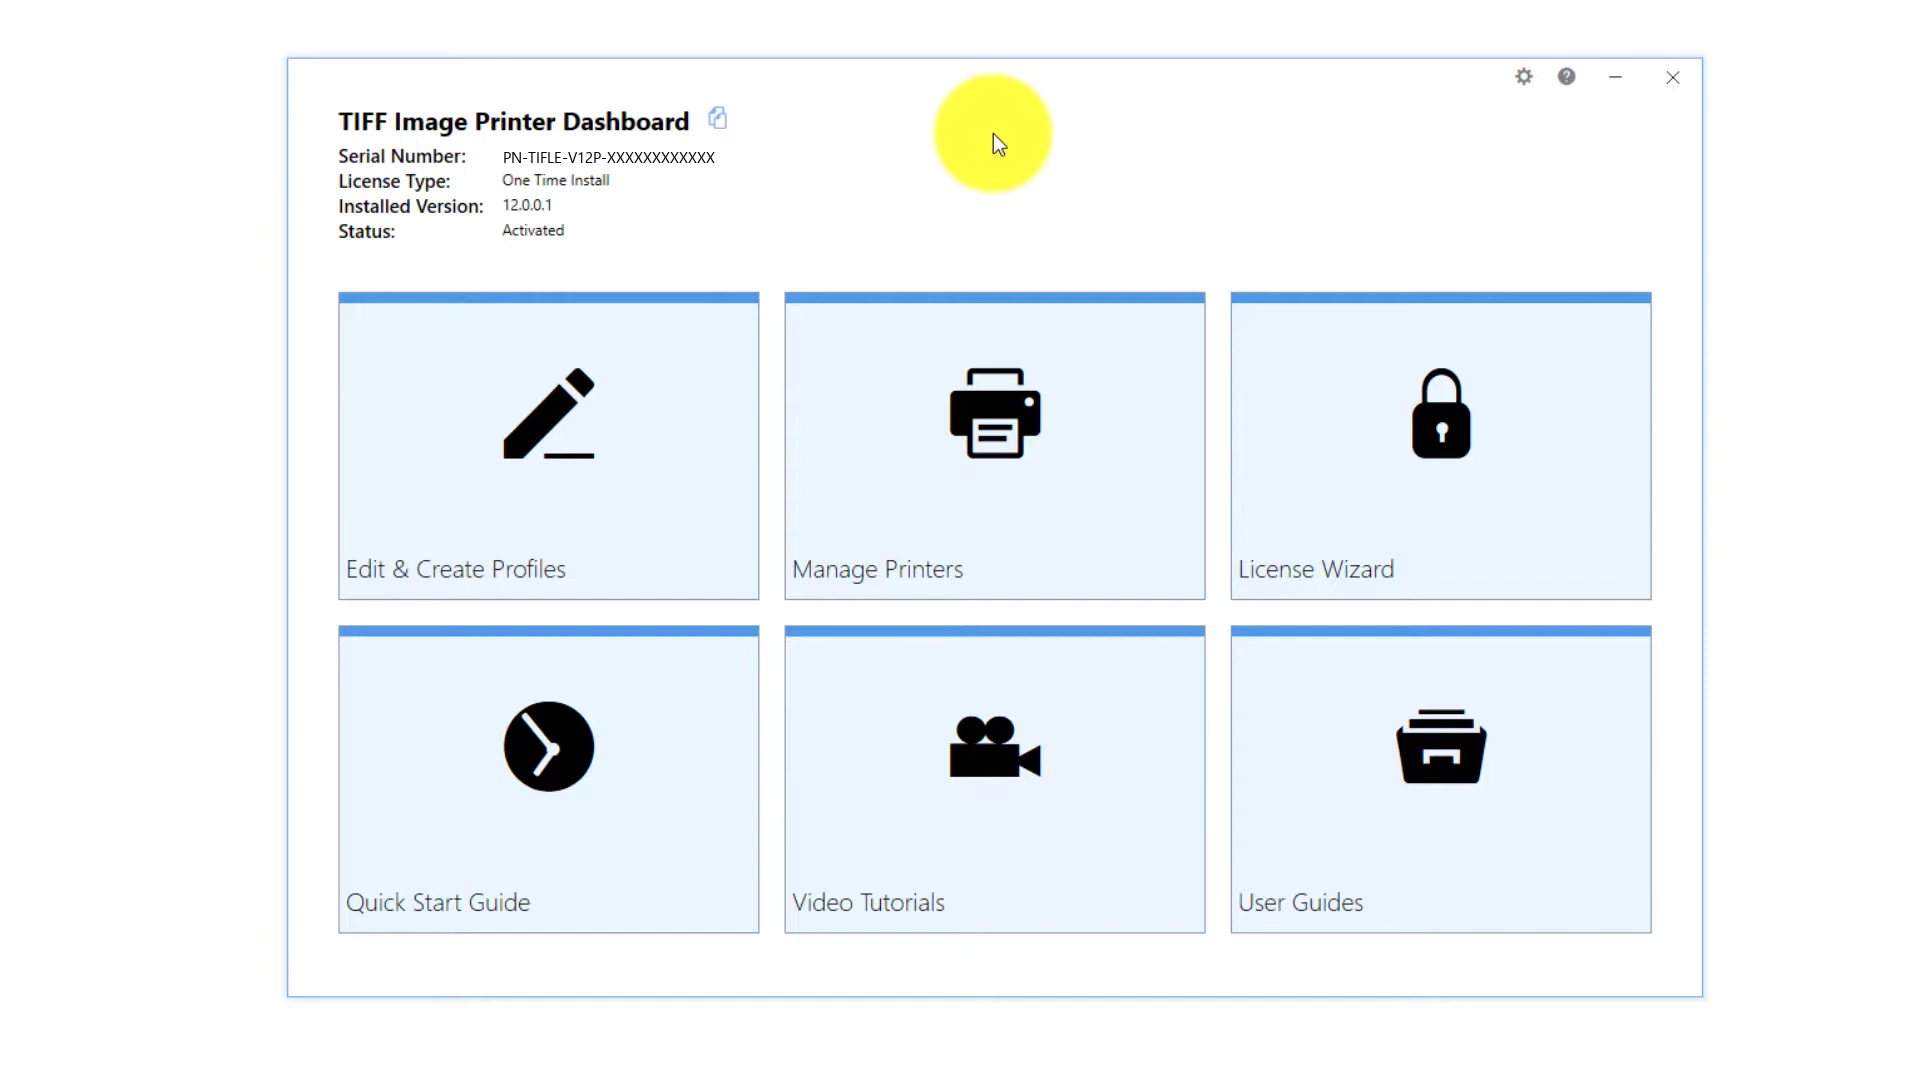 TIFF Image Printer Dashboard
Serial Number: PN-TIFLE-V12P-XXXXXXXXXXXX
License Type: One Time Install
Installed Version: 12.0.0.1
Status: Activated
Edit & Create Profiles
Manage Printers
License Wizard
Quick Start Guide
Video Tutorials
User Guides